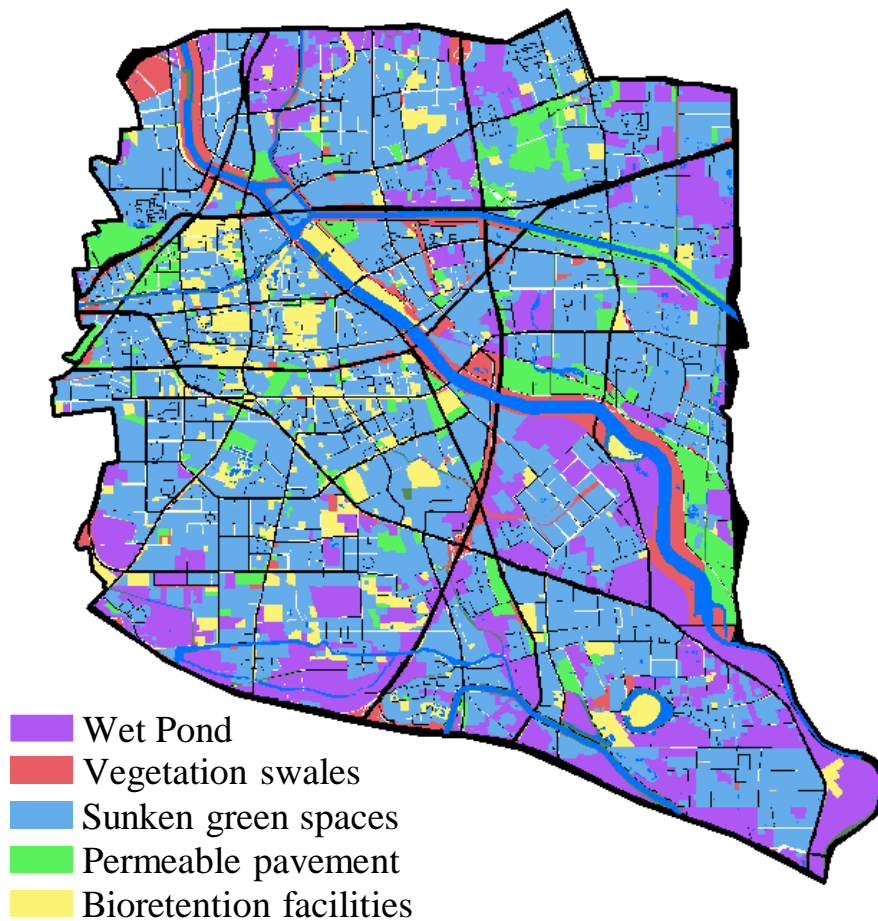 Wet Pond
Vegetation swales
Sunken green spaces
Permeable pavement
Bioretention facilities